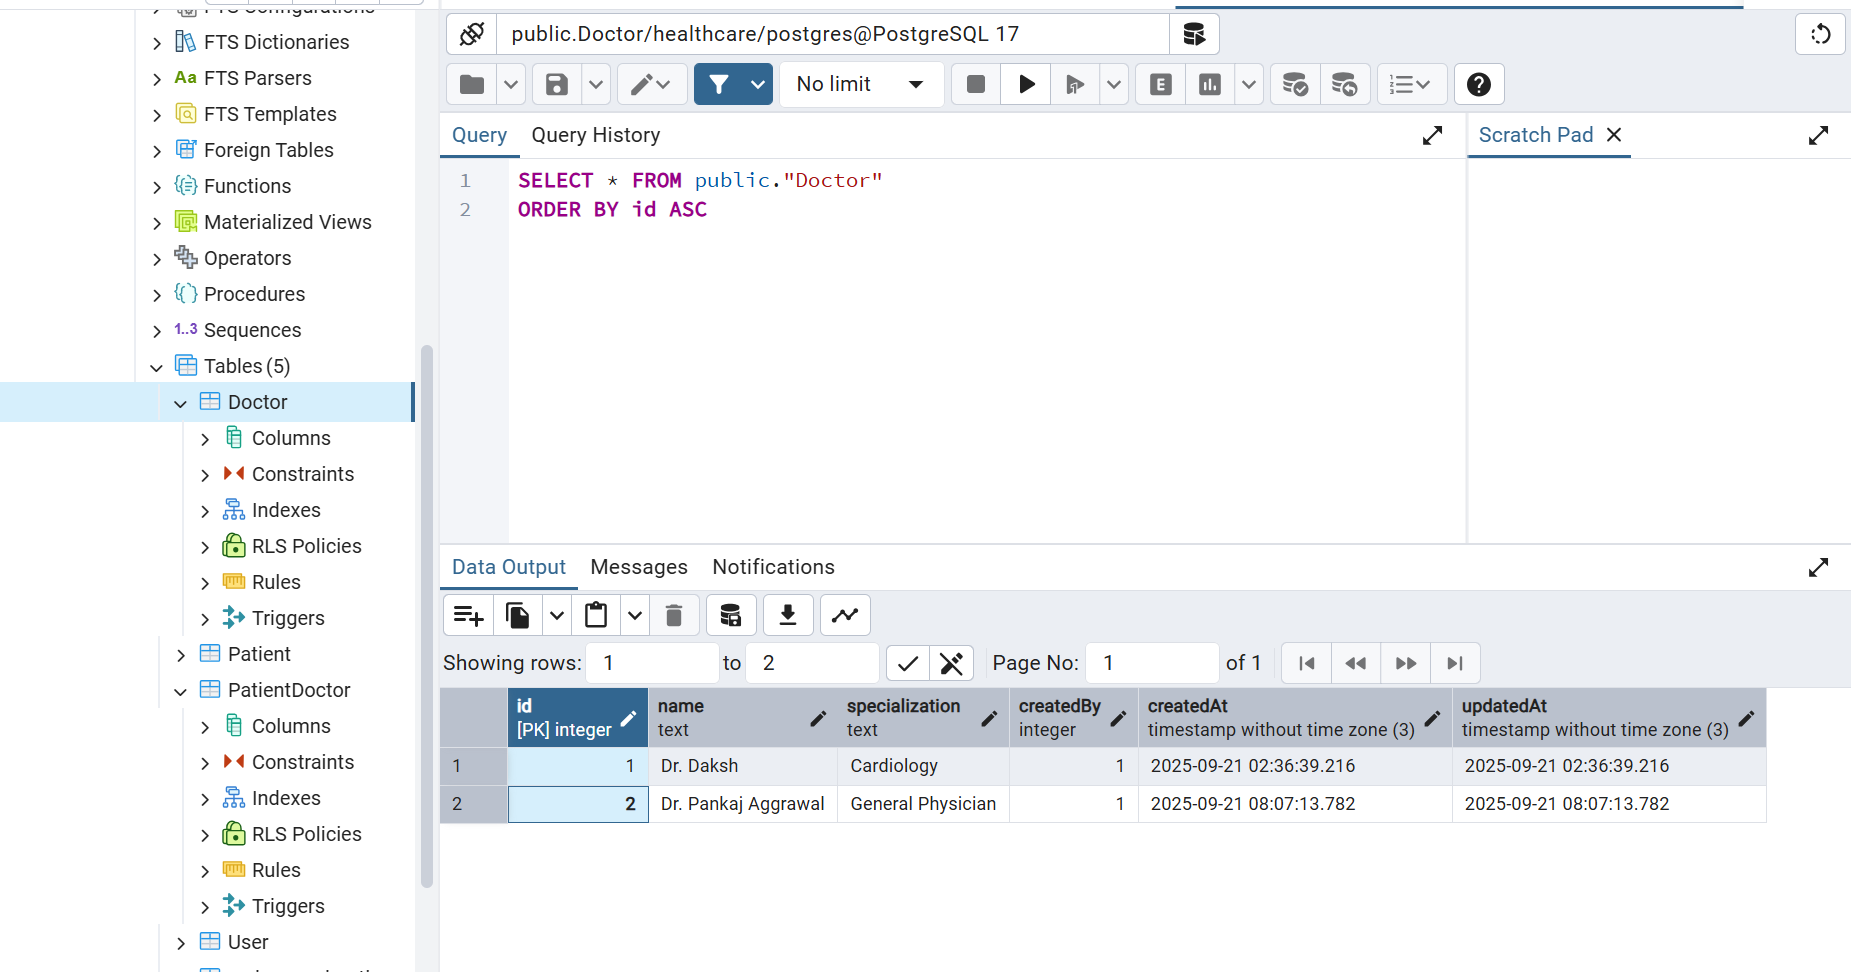 FTS Configurations
FTS Dictionaries
Aa FTS Parsers
FTS Templates
Foreign Tables
Functions
Materialized Views
Operators
Procedures
1..3 Sequences
Tables (5)
Doctor
Columns
Constraints
Indexes
RLS Policies
Rules
Triggers
Patient
PatientDoctor
Columns
Constraints
Indexes
RLS Policies
Rules
Triggers
User
public.Doctor/healthcare/postgres@PostgreSQL 17
No limit
E
Query
Query History
Scratch Pad
1 SELECT * FROM public."Doctor"
2 ORDER BY id ASC
Data Output
Messages
Notifications
Showing rows: 1 to 2
Page No: 1 of 1
id name specialization createdBy createdAt updatedAt
[PK] integer text text integer timestamp without time zone (3) timestamp without time zone (3)
1 1 Dr. Daksh Cardiology 1 2025-09-21 02:36:39.216 2025-09-21 02:36:39.216
2 2 Dr. Pankaj Aggrawal General Physician 1 2025-09-21 08:07:13.782 2025-09-21 08:07:13.782